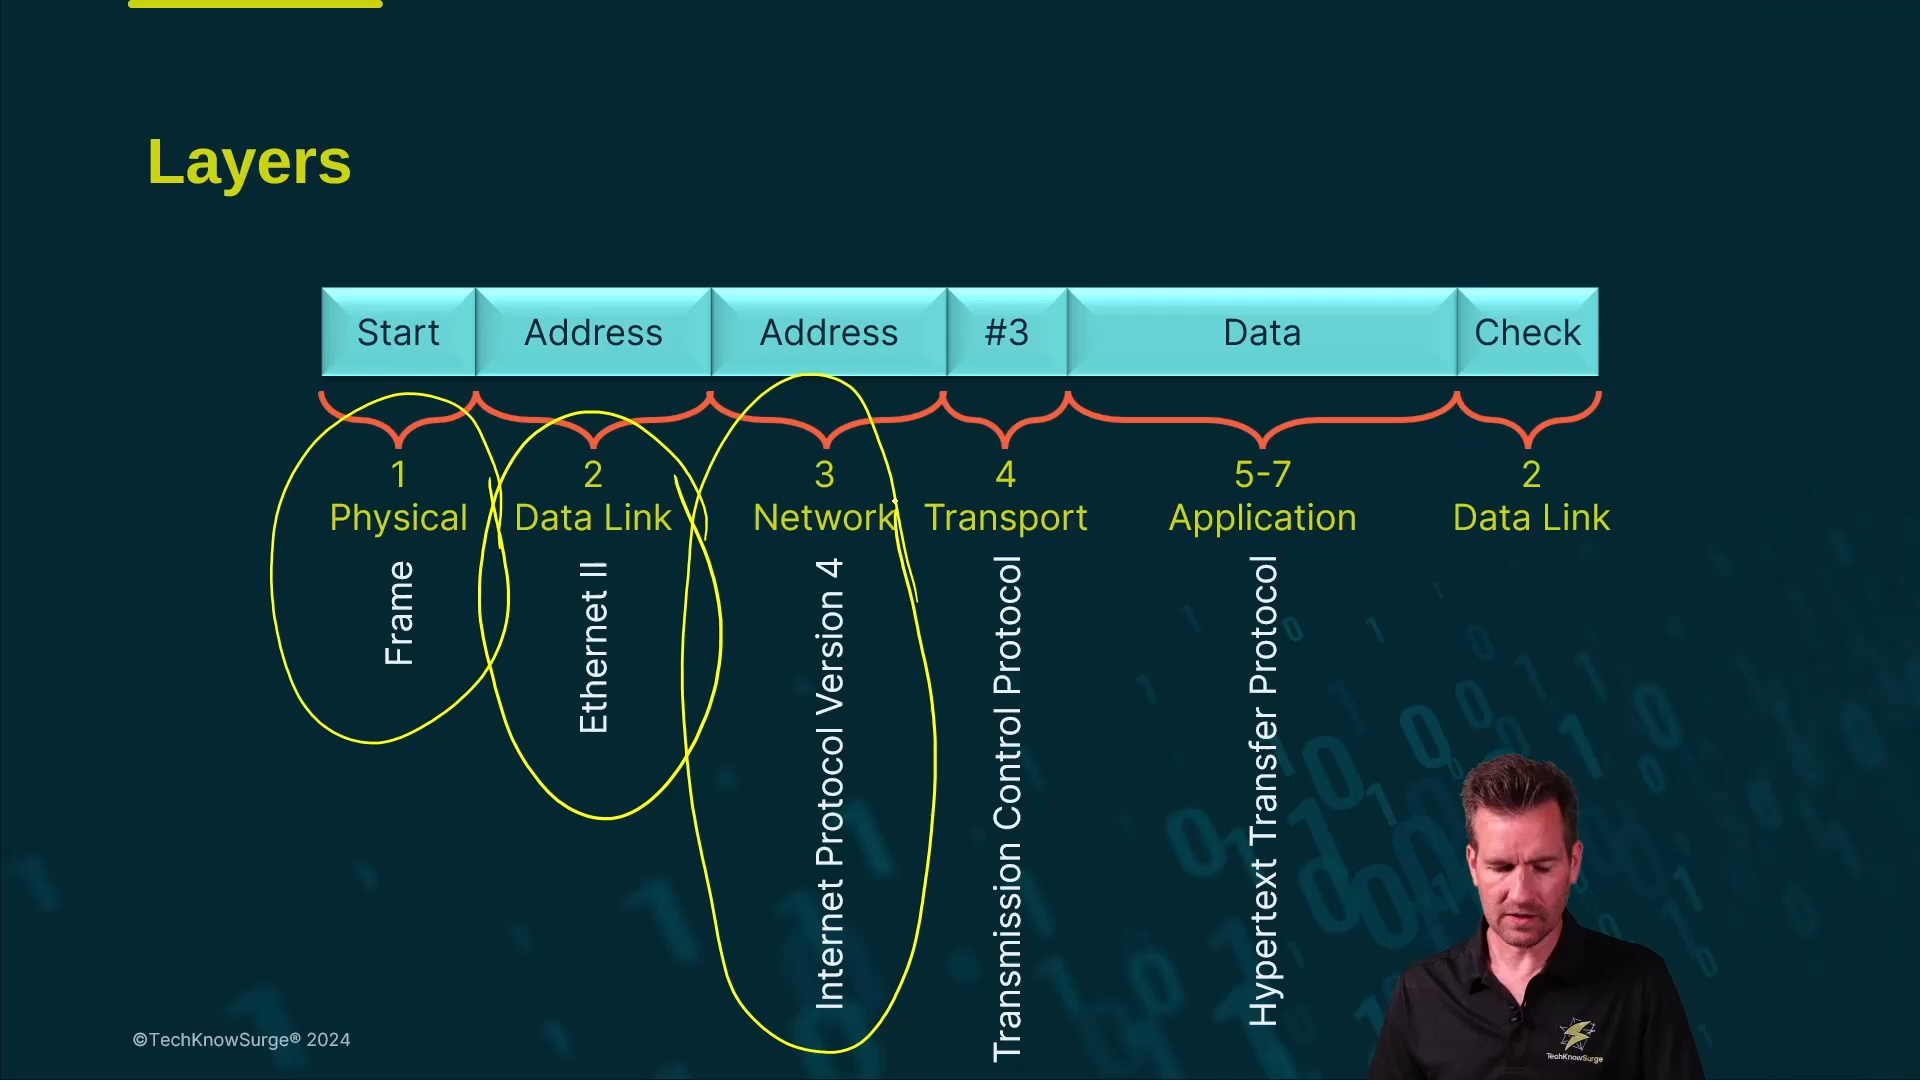 Layers
Start Address Address #3 Data Check
1 2 3 4 5-7 2
Physical Data Link Network Transport Application Data Link
Frame
Ethernet II
Internet Protocol Version 4
Transmission Control Protocol
Hypertext Transfer Protocol
©TechKnowSurge® 2024
TechKnowSurge